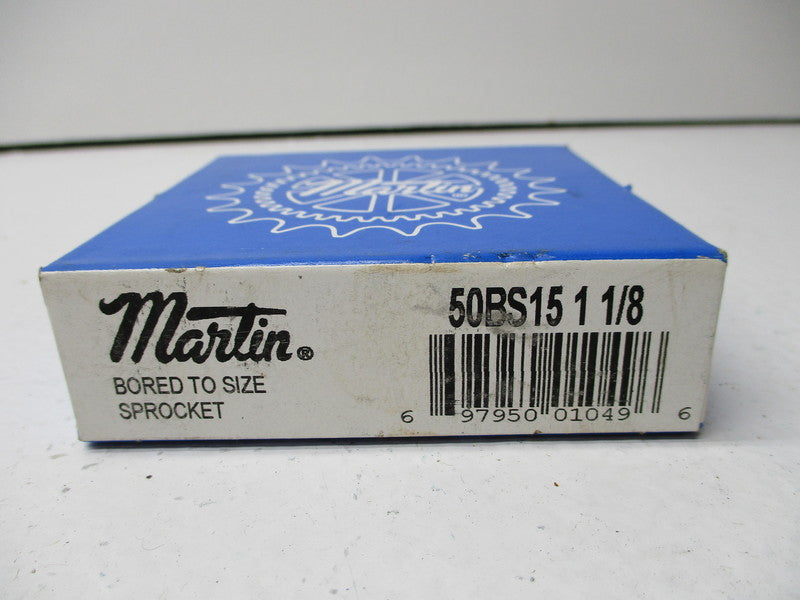 Martin®
Martin®
BORED TO SIZE
SPROCKET
50BS15 1 1/8
6 97950 01049 6